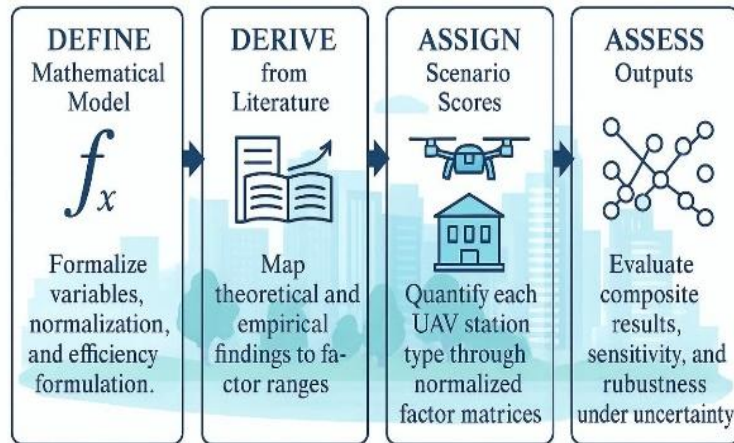 DEFINE
Mathematical
Model
fx
Formalize
variables,
normalization,
and efficiency
formulation.
DERIVE
from
Literature
Map
theoretical and
empirical
findings to fa-
ctor ranges
ASSIGN
Scenario
Scores
Quantify each
UAV station
type through
normalized
factor matrices
ASSESS
Outputs
Evaluate
composite
results,
sensitivity, and
rubustness
under uncertainty